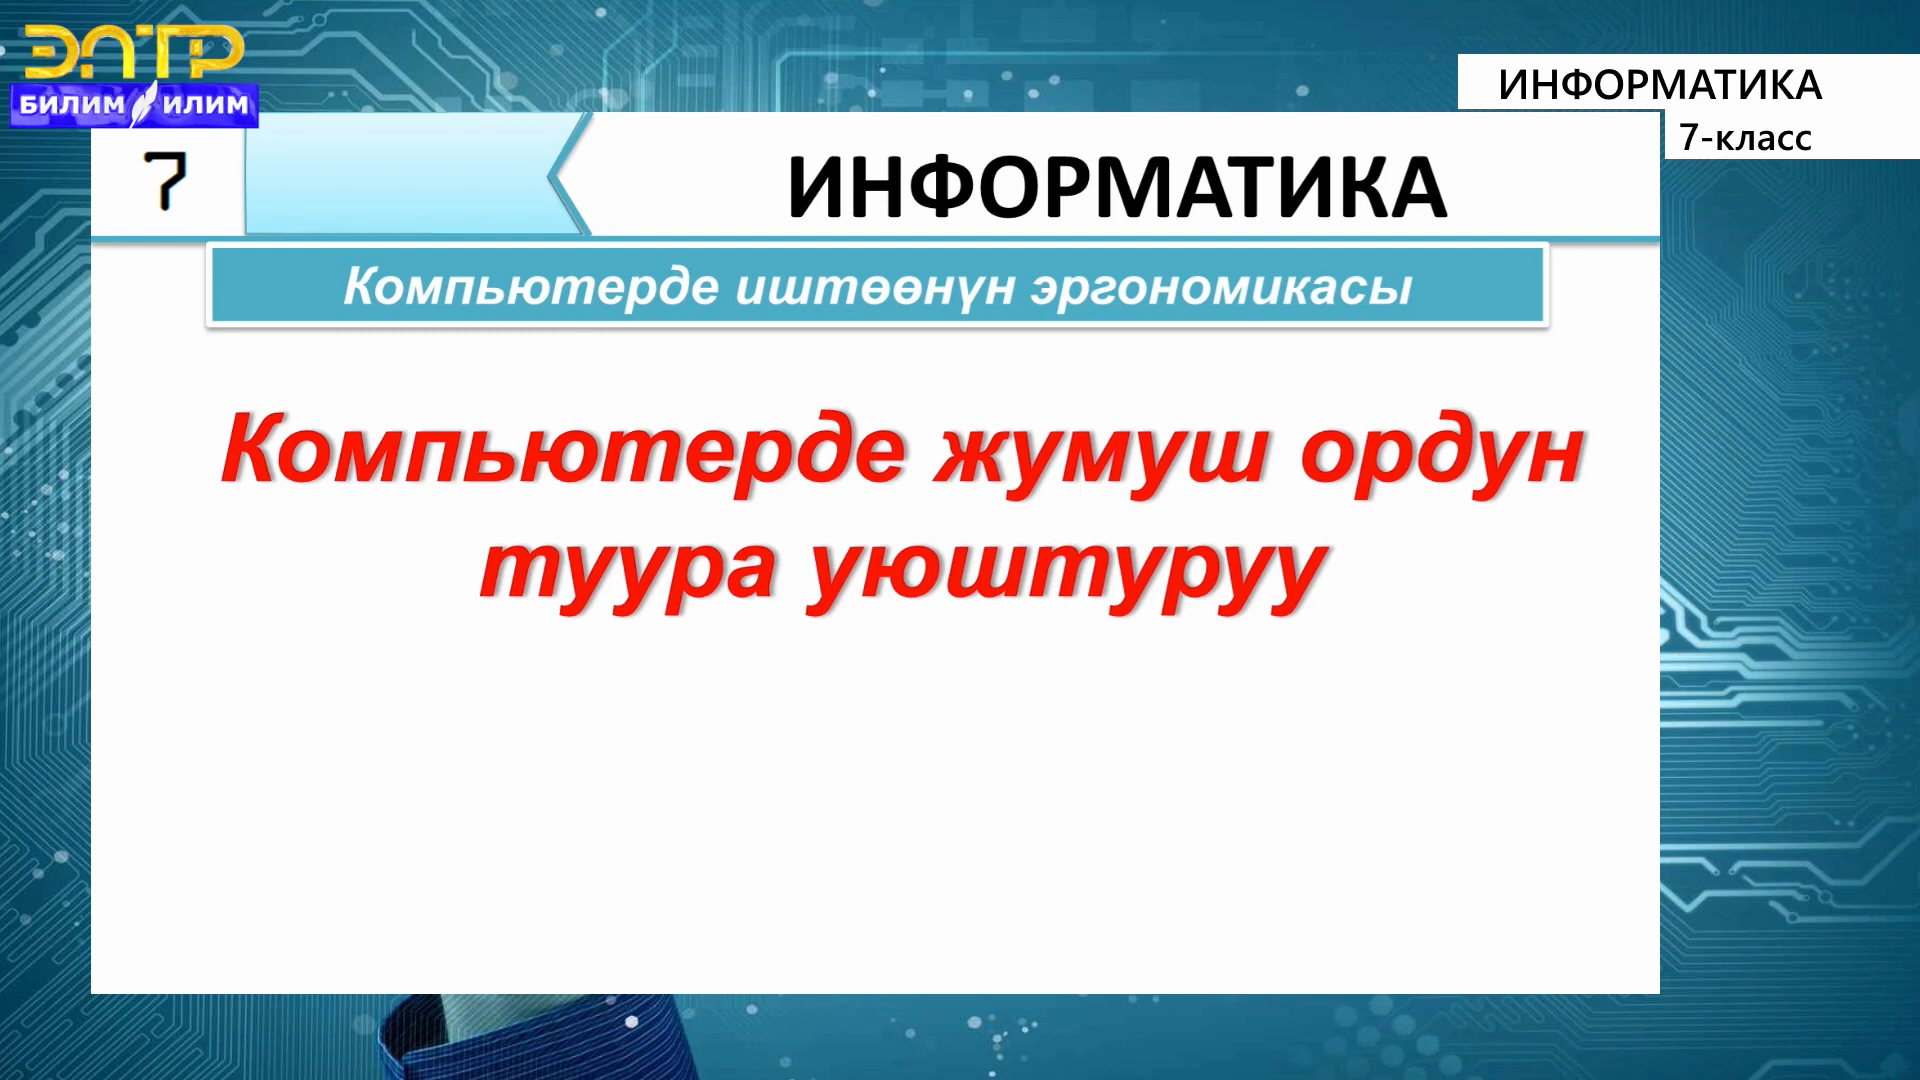 ЭЛТР
БИЛИМ ИЛИМ
ИНФОРМАТИКА
7-класс
7
ИНФОРМАТИКА
Компьютерде иштөөнүн эргономикасы
Компьютерде жумуш ордун
туура уюштуруу